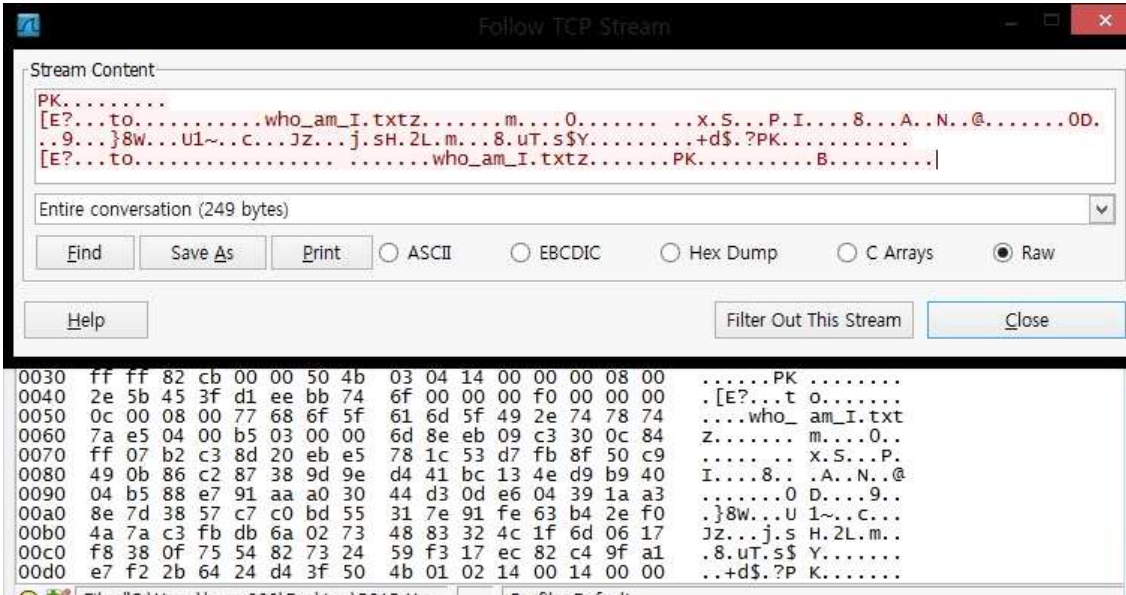 Follow TCP Stream
Stream Content
PK.........
[E?...to...........who_am_I.txtz.......m....0....... ..x.S...P.I....8...A..N..@.......0D.
..9...}8W...U1~..c...Jz...j.sH.2L.m...8.uT.s$Y.........+d$.?PK...........
[E?...to................. .......who_am_I.txtz.......PK..........B.........
Entire conversation (249 bytes)
Find
Save As
Print
ASCII
EBCDIC
Hex Dump
C Arrays
Raw
Help
Filter Out This Stream
Close
0030 ff ff 82 cb 00 00 50 4b 03 04 14 00 00 00 08 00 ......PK ........
0040 2e 5b 45 3f d1 ee bb 74 6f 00 00 00 f0 00 00 00 .[E?...t o.......
0050 0c 00 08 00 77 68 6f 5f 61 6d 5f 49 2e 74 78 74 ....who_ am_I.txt
0060 7a e5 04 00 b5 03 00 00 6d 8e eb 09 c3 30 0c 84 z....... m....0..
0070 ff 07 b2 c3 8d 20 eb e5 78 1c 53 d7 fb 8f 50 c9 ..... .. x.S...P.
0080 49 0b 86 c2 87 38 9d 9e d4 41 bc 13 4e d9 b9 40 I....8.. .A..N..@
0090 04 b5 88 e7 91 aa a0 30 44 d3 0d e6 04 39 1a a3 .......0 D....9..
00a0 8e 7d 38 57 c7 c0 bd 55 31 7e 91 fe 63 b4 2e f0 .}8W...U 1~..c...
00b0 4a 7a c3 fb db 6a 02 73 48 83 32 4c 1f 6d 06 17 Jz...j.s H.2L.m..
00c0 f8 38 0f 75 54 82 73 24 59 f3 17 ec 82 c4 9f a1 .8.uT.s$ Y.......
00d0 e7 f2 2b 64 24 d4 3f 50 4b 01 02 14 00 14 00 00 ..+d$.?P K.......